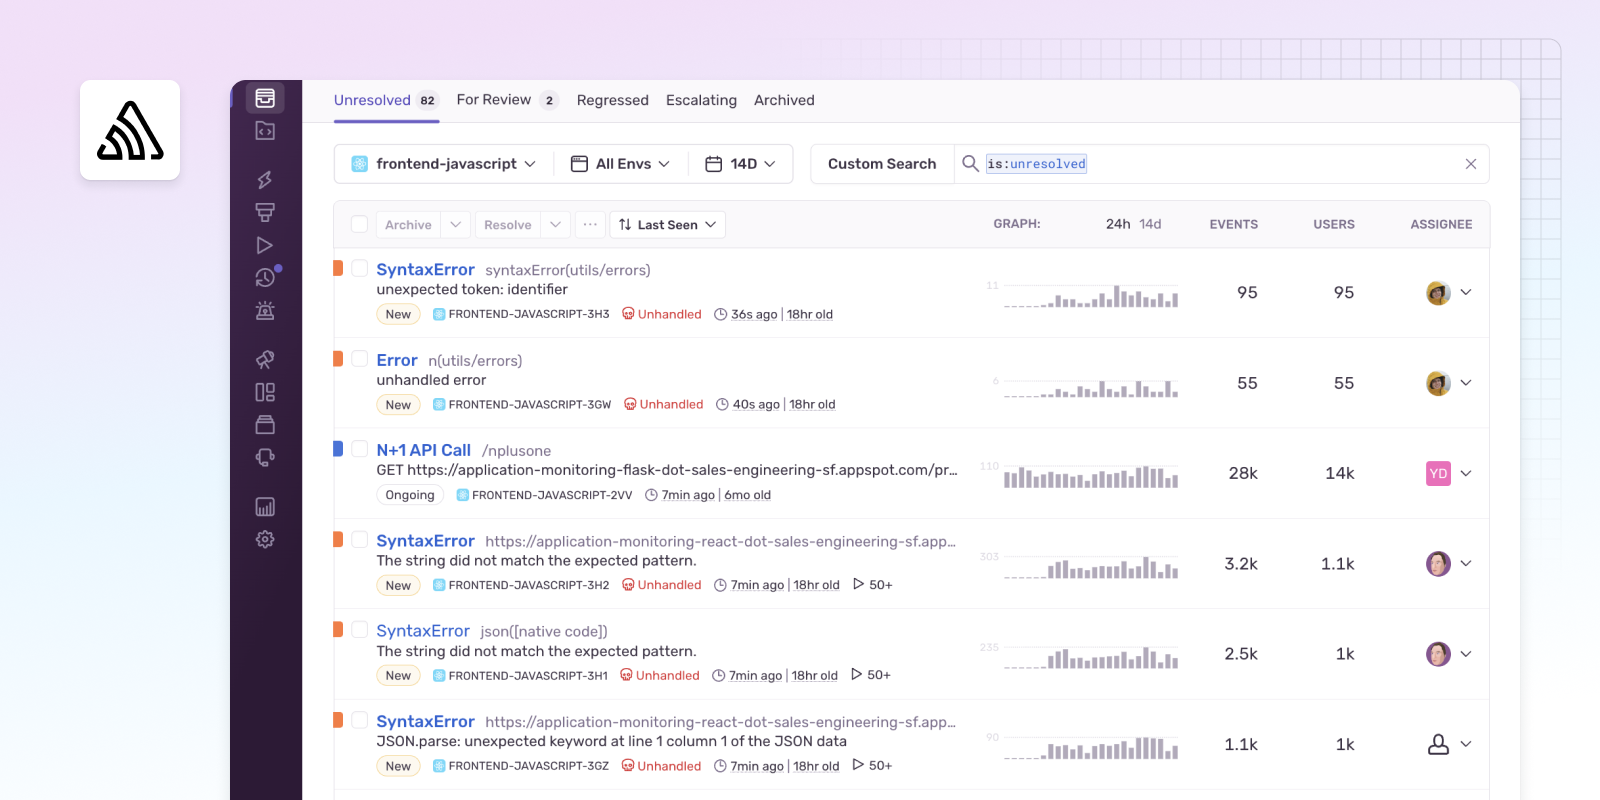 Unresolved 82 For Review 2 Regressed Escalating Archived
frontend-javascript All Envs 14D Custom Search is:unresolved
Archive Resolve ... Last Seen GRAPH: 24h 14d EVENTS USERS ASSIGNEE
SyntaxError syntaxError(utils/errors)
unexpected token: identifier
11 95 95
New FRONTEND-JAVASCRIPT-3H3 Unhandled 36s ago | 18hr old
Error n(utils/errors)
unhandled error
6 55 55
New FRONTEND-JAVASCRIPT-3GW Unhandled 40s ago | 18hr old
N+1 API Call /nplusone
GET https://application-monitoring-flask-dot-sales-engineering-sf.appspot.com/pr...
110 28k 14k YD
Ongoing FRONTEND-JAVASCRIPT-2VV 7min ago | 6mo old
SyntaxError https://application-monitoring-react-dot-sales-engineering-sf.app...
The string did not match the expected pattern.
303 3.2k 1.1k
New FRONTEND-JAVASCRIPT-3H2 Unhandled 7min ago | 18hr old 50+
SyntaxError json([native code])
The string did not match the expected pattern.
235 2.5k 1k
New FRONTEND-JAVASCRIPT-3H1 Unhandled 7min ago | 18hr old 50+
SyntaxError https://application-monitoring-react-dot-sales-engineering-sf.app...
JSON.parse: unexpected keyword at line 1 column 1 of the JSON data
90 1.1k 1k
New FRONTEND-JAVASCRIPT-3GZ Unhandled 7min ago | 18hr old 50+